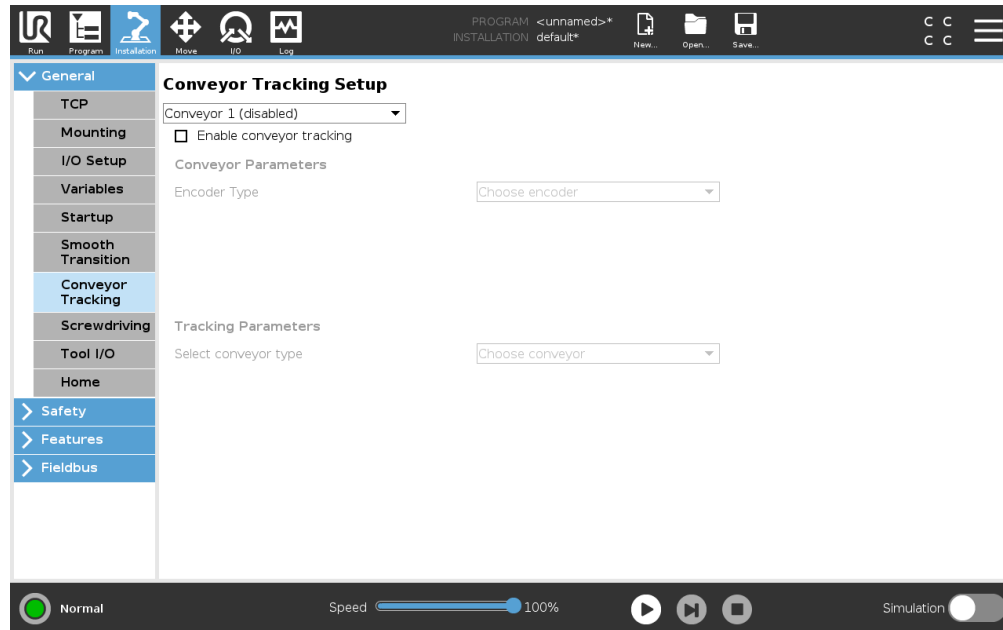 UR
PROGRAM <unnamed>*
INSTALLATION default*
C C
C C
Run Program Installation Move I/O Log New... Open... Save...
General
TCP
Mounting
I/O Setup
Variables
Startup
Smooth
Transition
Conveyor
Tracking
Screwdriving
Tool I/O
Home
Safety
Features
Fieldbus
Conveyor Tracking Setup
Conveyor 1 (disabled)
Enable conveyor tracking
Conveyor Parameters
Encoder Type Choose encoder
Tracking Parameters
Select conveyor type Choose conveyor
Normal Speed 100% Simulation